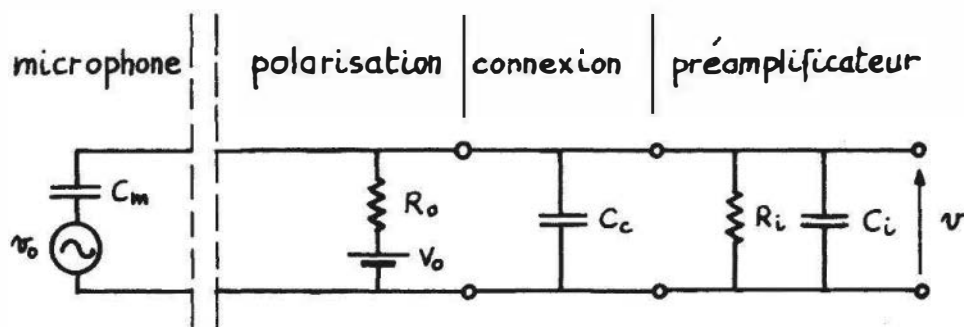 microphone
polarisation
connexion
préamplificateur
Cm
vo
Ro
Vo
Cc
Ri
Ci
v